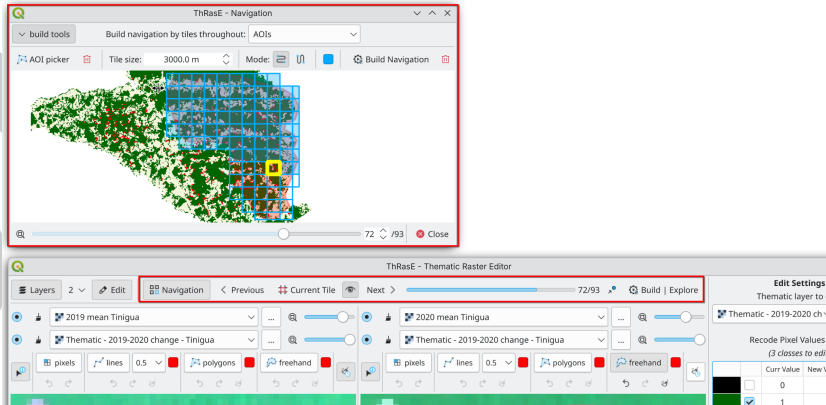 ThRasE - Navigation
build tools Build navigation by tiles throughout: AOIs
AOI picker Tile size: 3000.0 m Mode: Build Navigation
72 /93 Close
ThRasE - Thematic Raster Editor
Layers 2 Edit Navigation Previous Current Tile Next 72/93 Build | Explore
Edit Settings
Thematic layer to
2019 mean Tinigua ... 2020 mean Tinigua ...
Thematic - 2019-2020 ch
Thematic - 2019-2020 change - Tinigua ... Thematic - 2019-2020 change - Tinigua ...
Recode Pixel Values
(3 classes to edi
pixels lines 0.5 polygons freehand pixels lines 0.5 polygons freehand
Curr Value New V
0
1